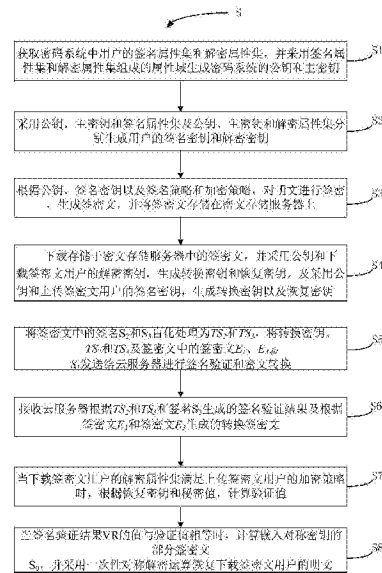 S
获取密码系统中用户的签名属性集和解密属性集，并采用签名属
性集和解密属性集组成的属性域生成密码系统的公钥和主密钥
S1
采用公钥、主密钥和签名属性集及公钥、主密钥和解密属性集分
别生成用户的签名密钥和解密密钥
S2
根据公钥、签名密钥以及签名策略和加密策略，对明文进行签密
，生成签密文，并将签密文存储在密文存储服务器上
S3
下载存储于密文存储服务器中的签密文，并采用公钥和下
载签密文用户的解密密钥，生成转换密钥和恢复密钥，及采用公
钥和上传签密文用户的签名密钥，生成转换密钥以及恢复密钥
S4
将签密文中的签名S2和S3盲化处理为TS2和TS3，将转换密钥、
TS2和TS3及签密文中的签密文
发送给云服务器进行签名验证和密文转换
S5
接收云服务器根据TS2和TS3和签名生成的签名验证结果及根据
签密文和签密文生成的转换签密文
S6
当下载签密文用户的解密属性集满足上传签密文用户的加密策略
时，根据恢复密钥和秘密值，计算验证值
S7
当签名验证结果VR的值与验证值相等时，计算嵌入对称密钥的
部分签密文
S0，并采用一次性对称解密运算恢复下载签密文用户的明文
S8